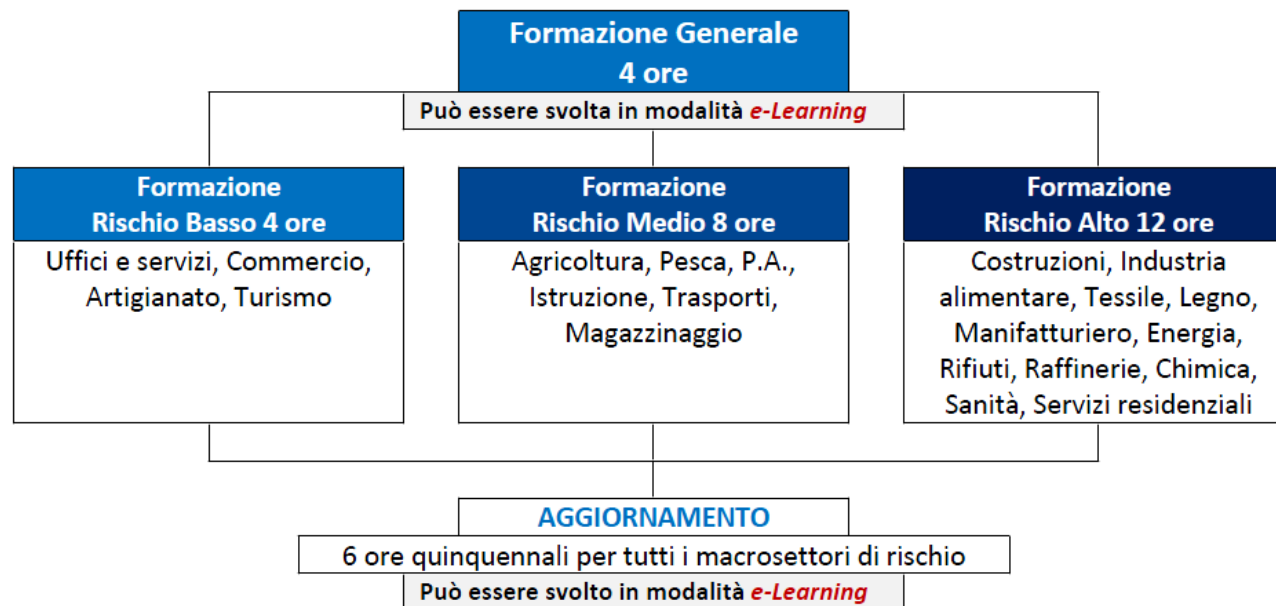 Formazione Generale
4 ore
Può essere svolta in modalità e-Learning
Formazione
Rischio Basso 4 ore
Uffici e servizi, Commercio,
Artigianato, Turismo
Formazione
Rischio Medio 8 ore
Agricoltura, Pesca, P.A.,
Istruzione, Trasporti,
Magazzinaggio
Formazione
Rischio Alto 12 ore
Costruzioni, Industria
alimentare, Tessile, Legno,
Manifatturiero, Energia,
Rifiuti, Raffinerie, Chimica,
Sanità, Servizi residenziali
AGGIORNAMENTO
6 ore quinquennali per tutti i macrosettori di rischio
Può essere svolto in modalità e-Learning